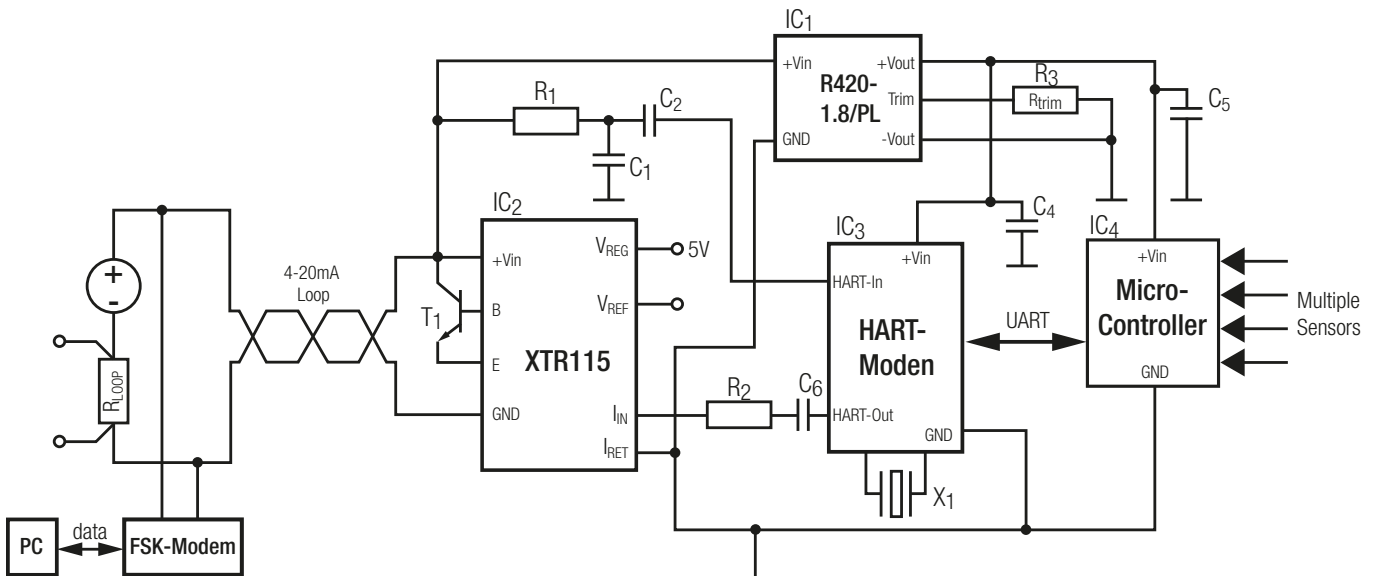 IC1
+Vin
R420-
1.8/PL
GND
+Vout
Trim
-Vout
R3
Rtrim
C5
R1
C2
C1
IC2
+Vin
B
E
GND
XTR115
VREG
5V
VREF
IIN
IRET
T1
4-20mA
Loop
+
-
RLOOP
PC
data
FSK-Modem
R2
C6
IC3
+Vin
HART-In
HART-
Moden
HART-Out
GND
X1
C4
UART
IC4
+Vin
Micro-
Controller
GND
Multiple
Sensors